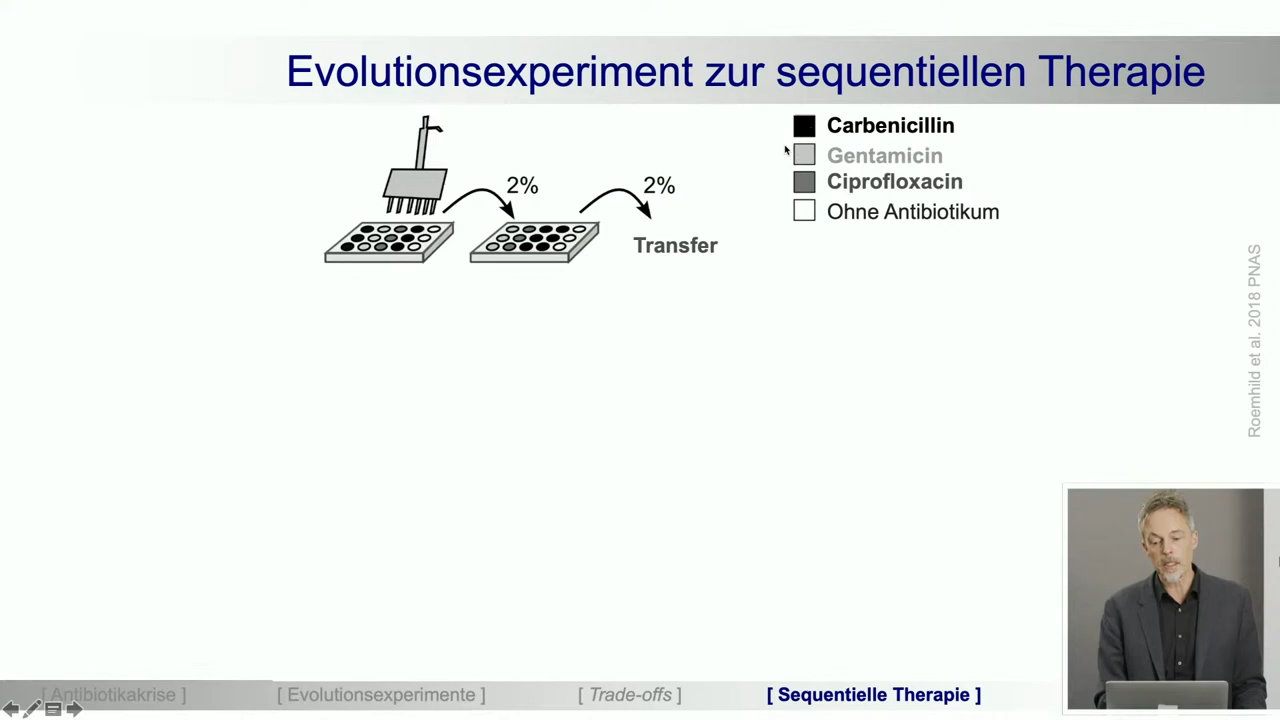 Evolutionsexperiment zur sequentiellen Therapie
2%
2%
Transfer
Carbenicillin
Gentamicin
Ciprofloxacin
Ohne Antibiotikum
Roemhild et al. 2018 PNAS
[ Antibiotikakrise ]
[ Evolutionsexperimente ]
[ Trade-offs ]
[ Sequentielle Therapie ]